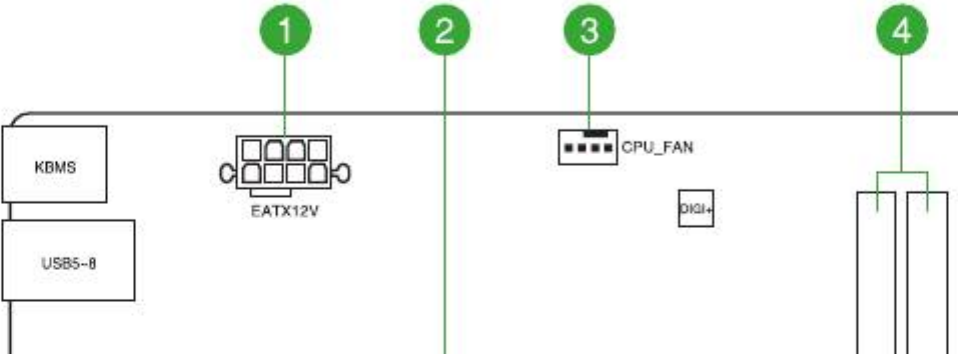 1 2 3 4
KBMS
CPU_FAN
EATX12V
DIGI+
USB5~8